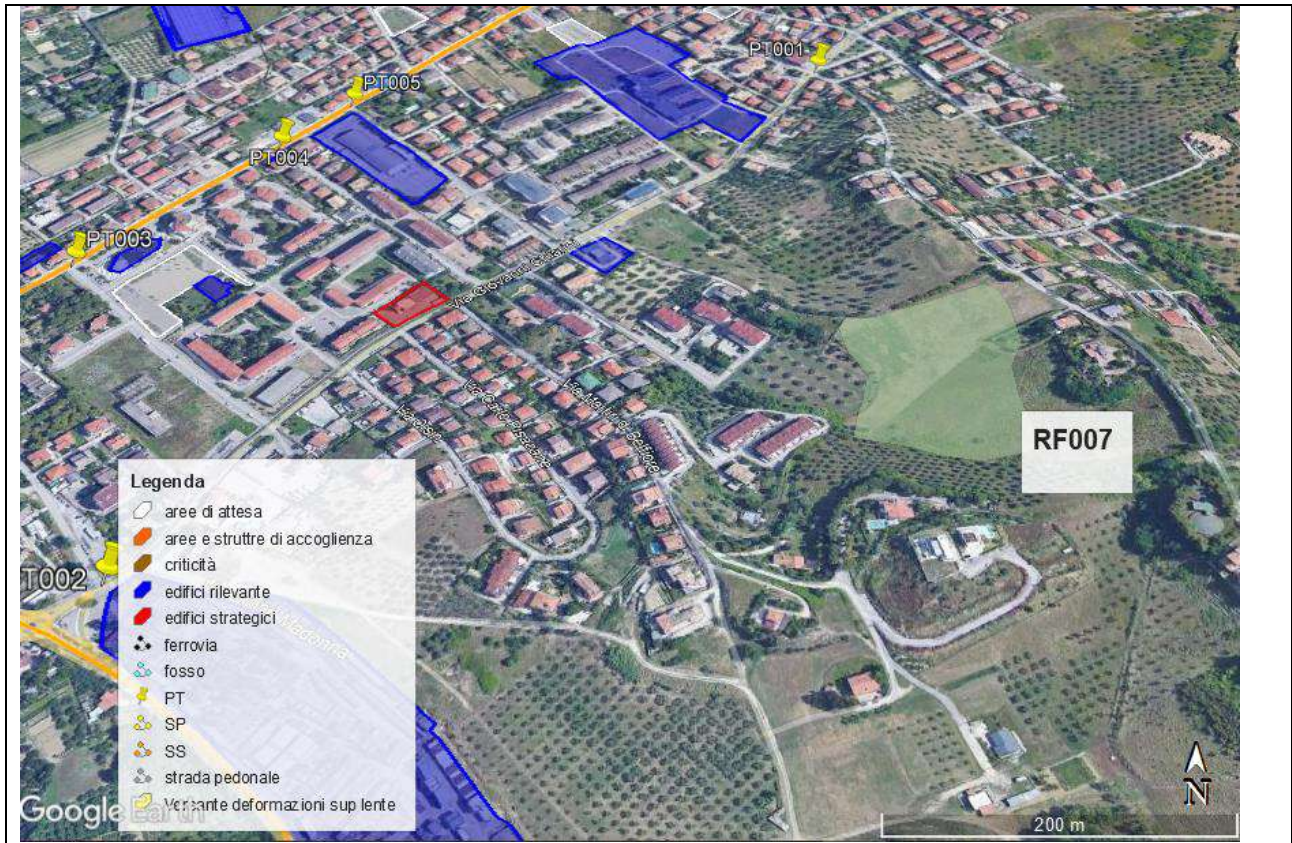 PT001
PT005
PT004
PT003
RF007
T002
Madonna
Legenda
aree di attesa
aree e struttre di accoglienza
criticità
edifici rilevante
edifici strategici
ferrovia
fosso
PT
SP
SS
strada pedonale
Versante deformazioni sup lente
Google Earth
N
200 m